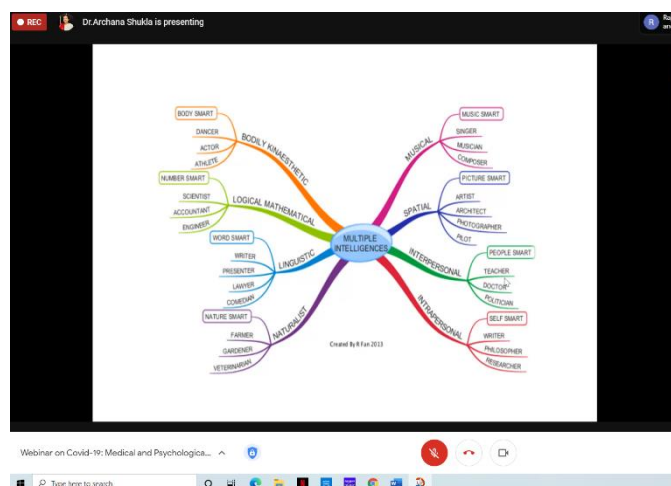 REC
Dr.Archana Shukla is presenting
R
Ra
an
BODY SMART
DANCER
ACTOR
ATHLETE
BODILY KINAESTHETIC
NUMBER SMART
SCIENTIST
ACCOUNTANT
ENGINEER
LOGICAL MATHEMATICAL
WORD SMART
WRITER
PRESENTER
LAWYER
COMEDIAN
LINGUISTIC
NATURE SMART
FARMER
GARDENER
VETERINARIAN
NATURALIST
MULTIPLE
INTELLIGENCES
MUSICAL
MUSIC SMART
SINGER
MUSICIAN
COMPOSER
SPATIAL
PICTURE SMART
ARTIST
ARCHITECT
PHOTOGRAPHER
PILOT
INTERPERSONAL
PEOPLE SMART
TEACHER
DOCTOR
POLITICIAN
INTRAPERSONAL
SELF SMART
WRITER
PHILOSOPHER
RESEARCHER
Created By R Fun 2013
Webinar on Covid-19: Medical and Psychologica...
Type here to search